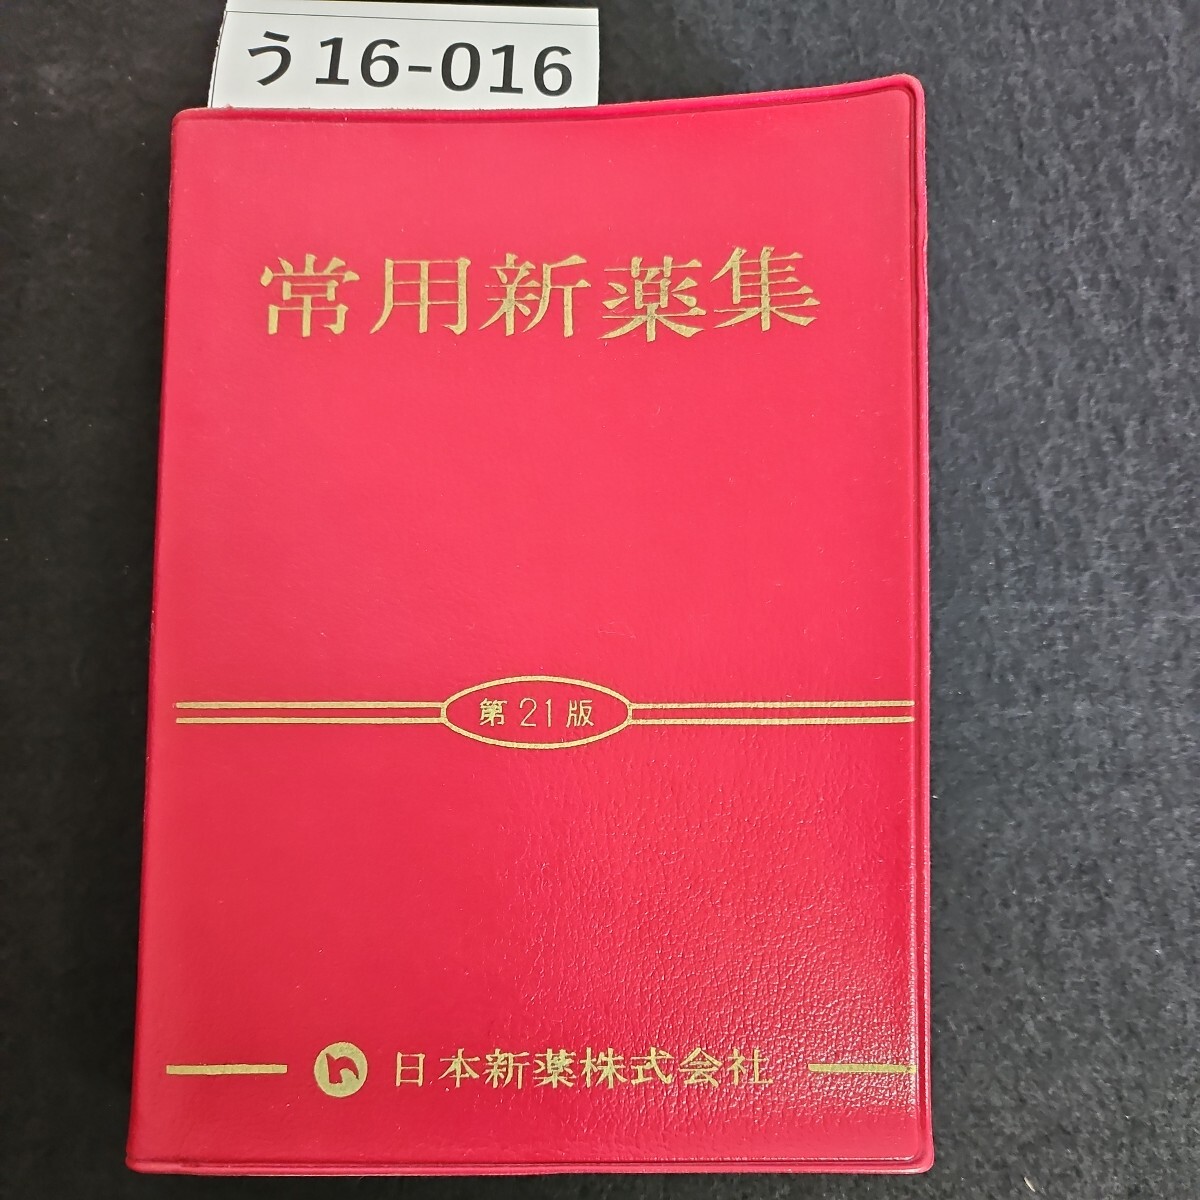 う16-016
常用新薬集
第21版
日本新薬株式会社